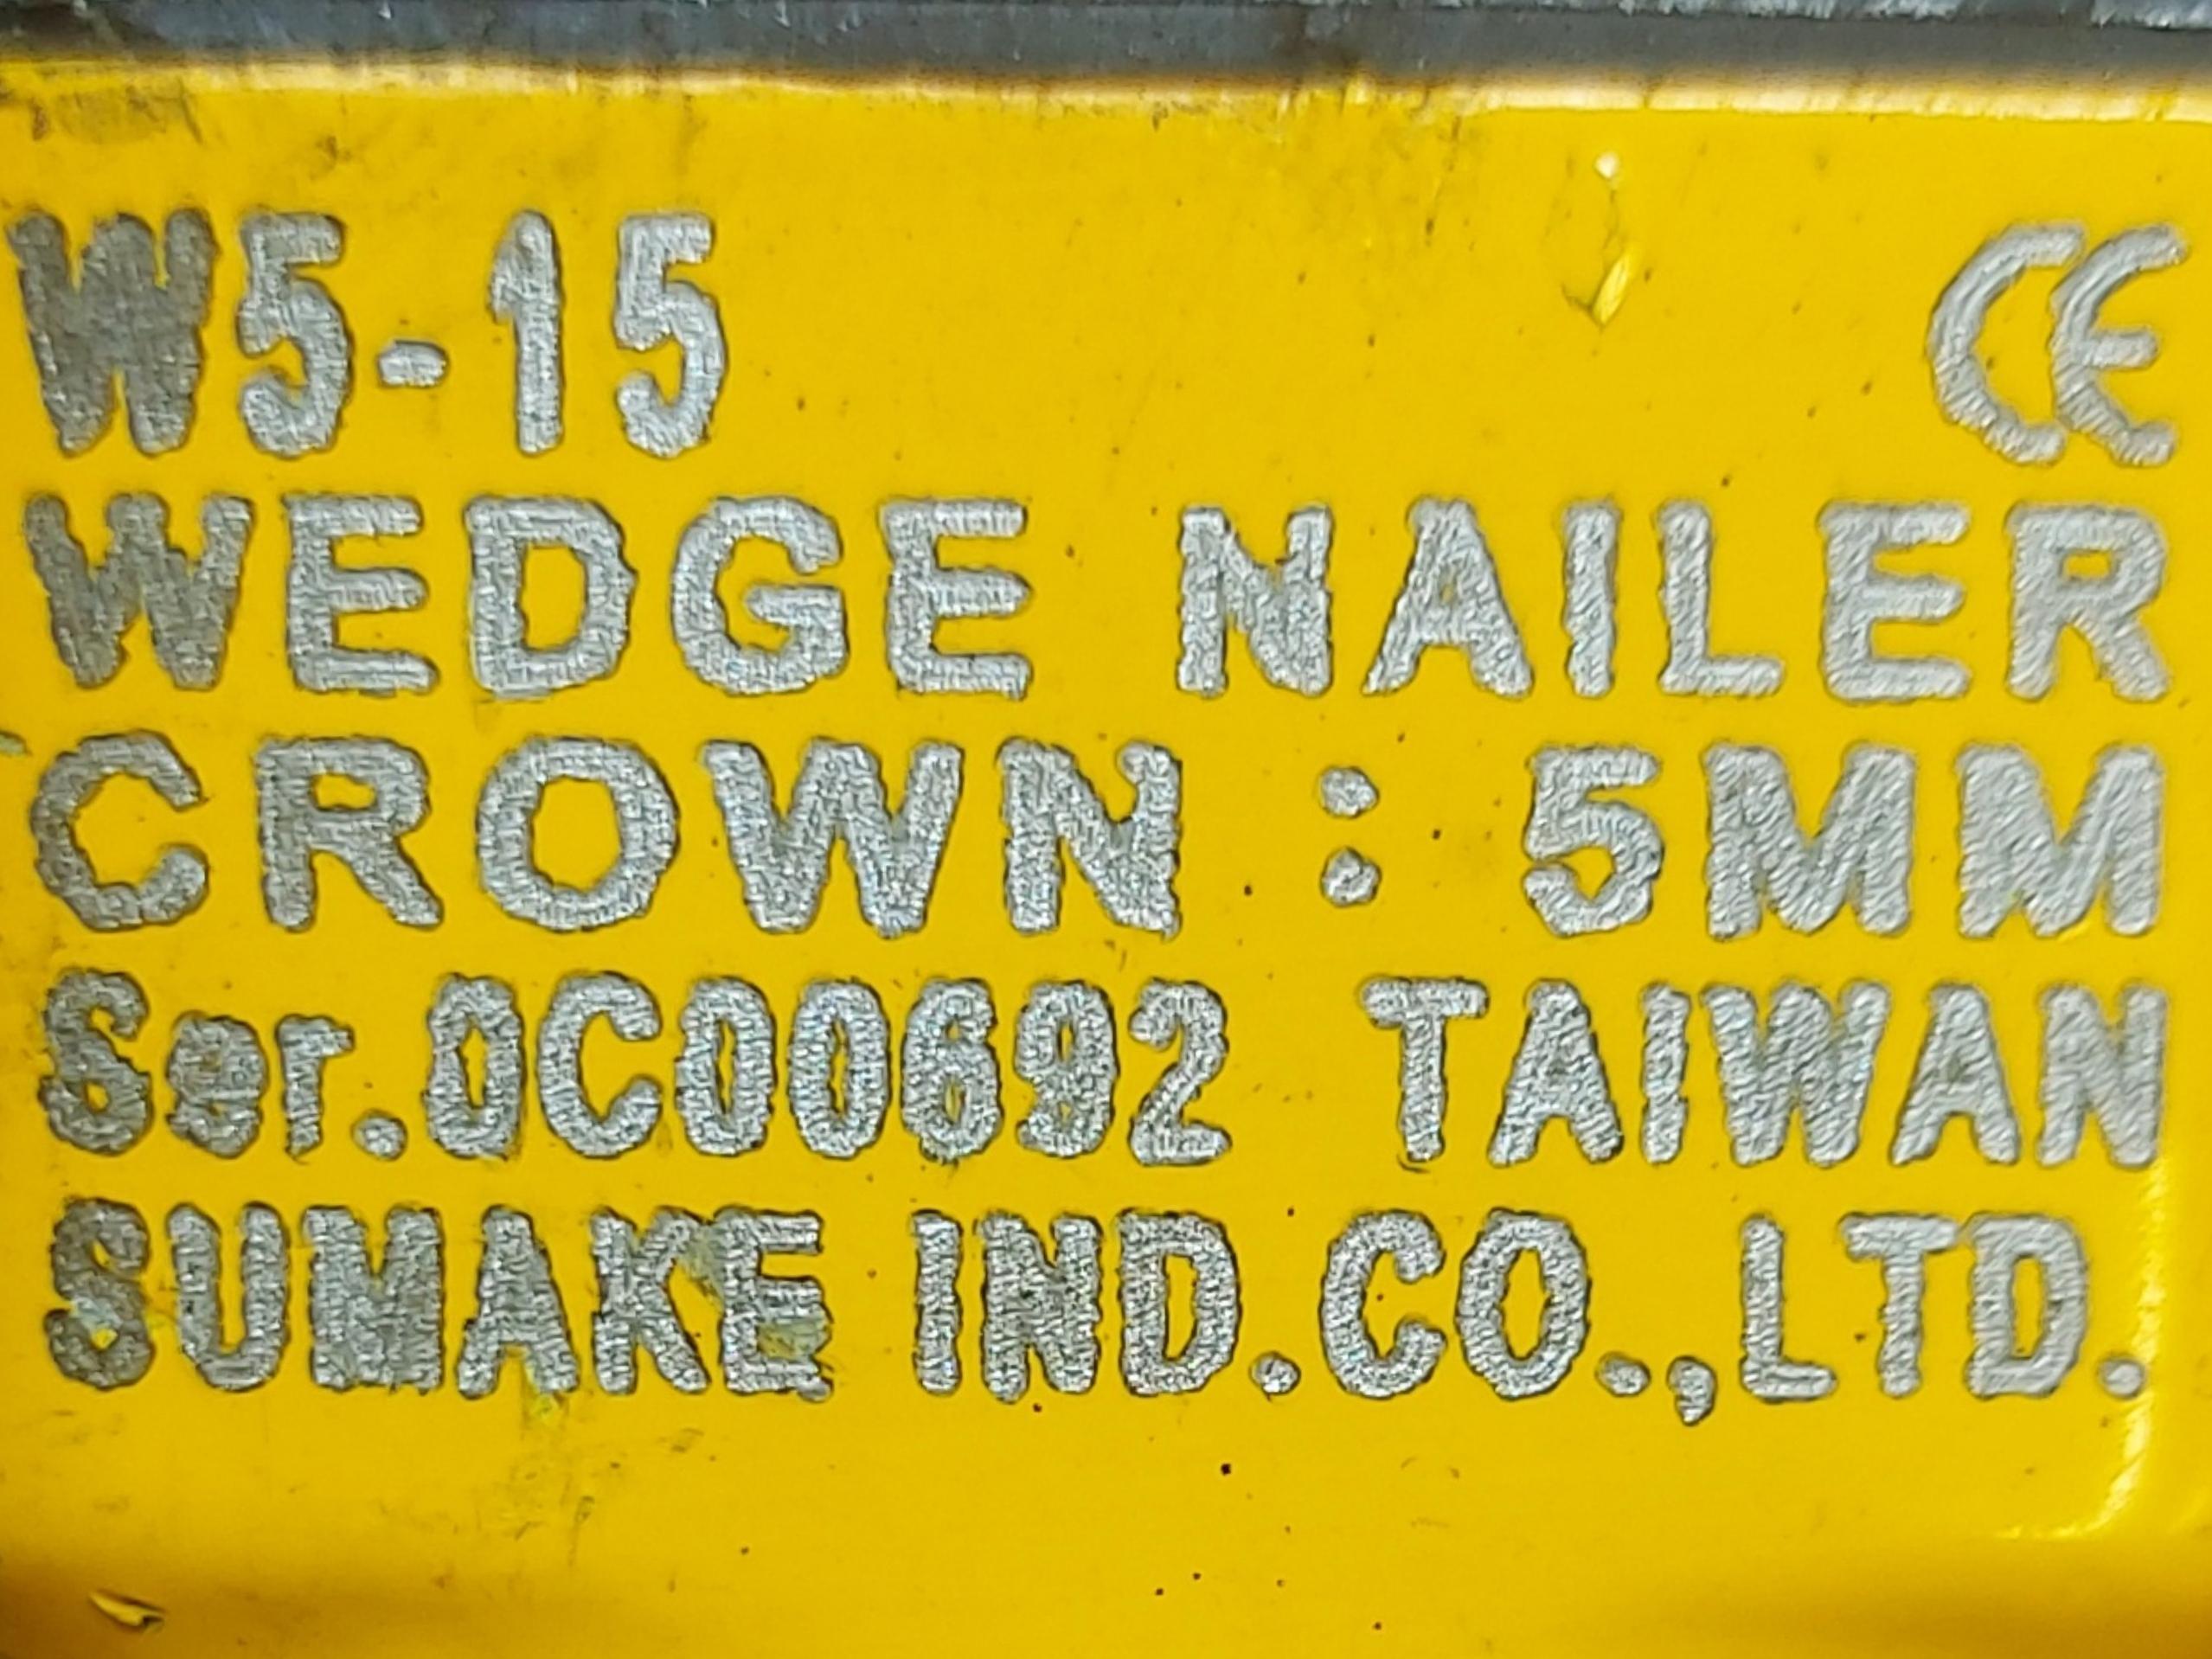 W5-15 CE
WEDGE NAILER
CROWN : 5MM
Ser.0C00692 TAIWAN
SUMAKE IND.CO.,LTD.